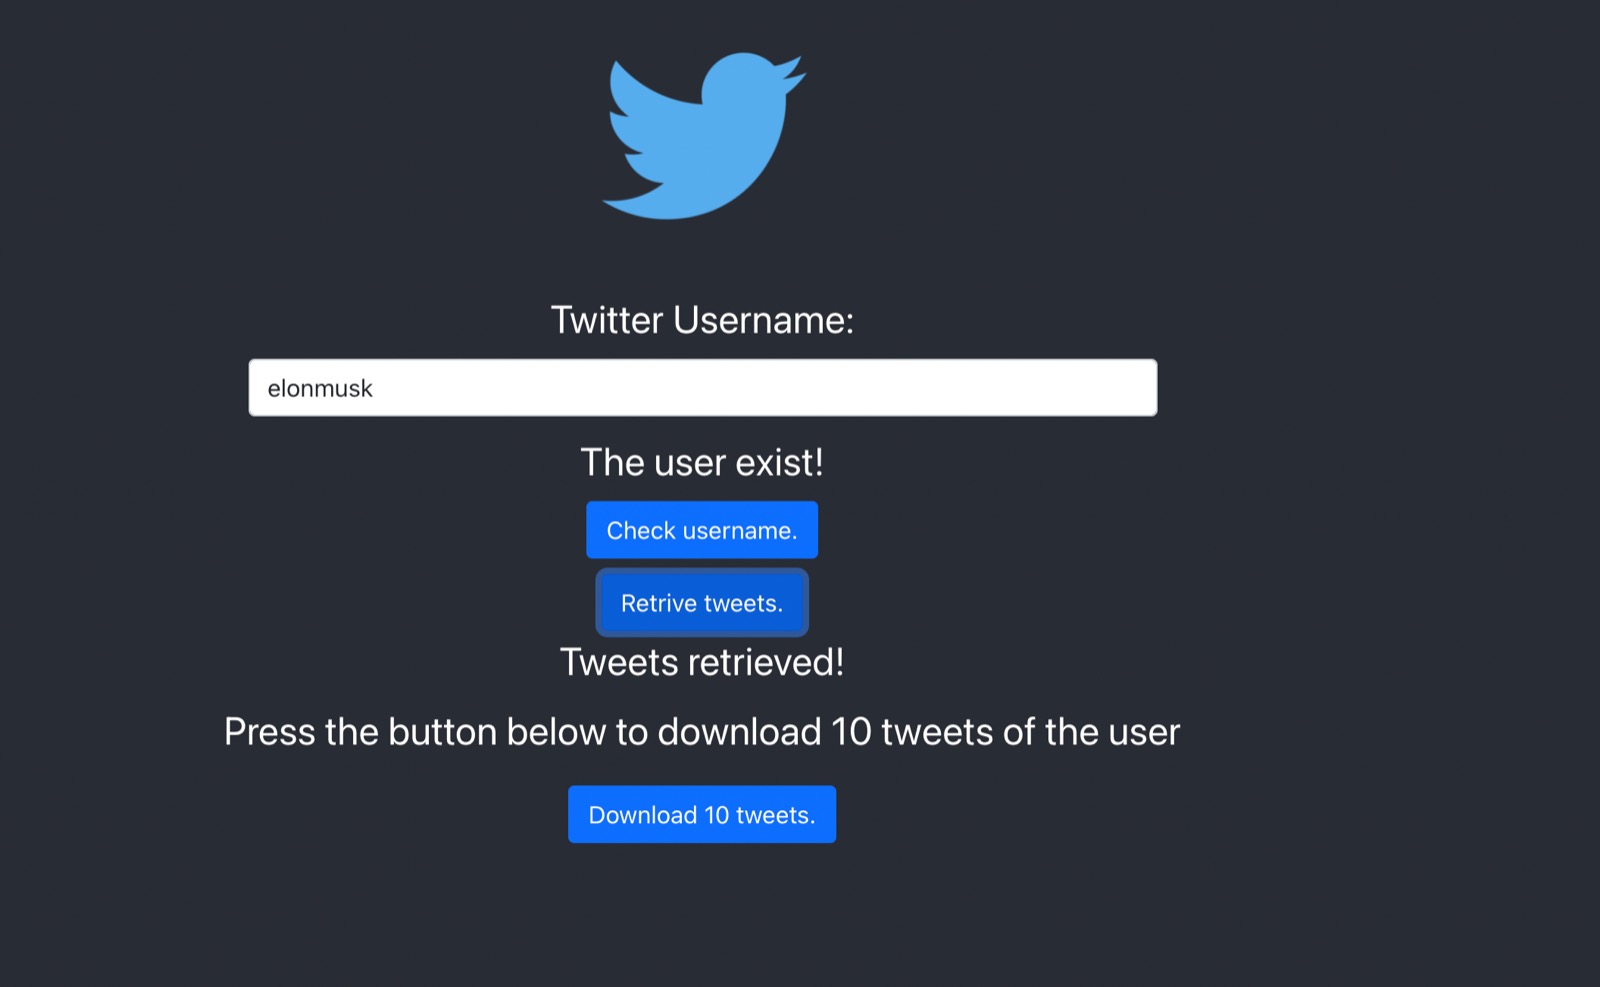 Twitter Username:
elonmusk
The user exist!
Check username.
Retrive tweets.
Tweets retrieved!
Press the button below to download 10 tweets of the user
Download 10 tweets.